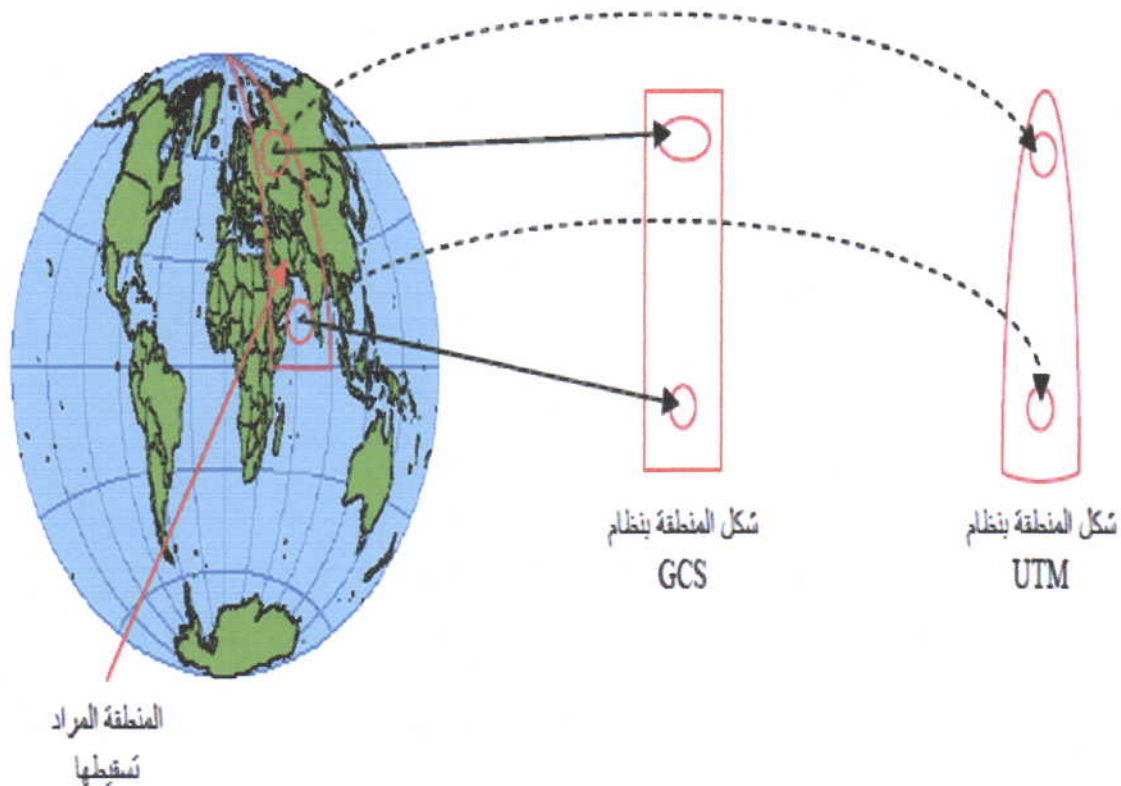 شكل المنطقة بنظام
GCS
شكل المنطقة بنظام
UTM
المنطقة المراد
تسقيطها